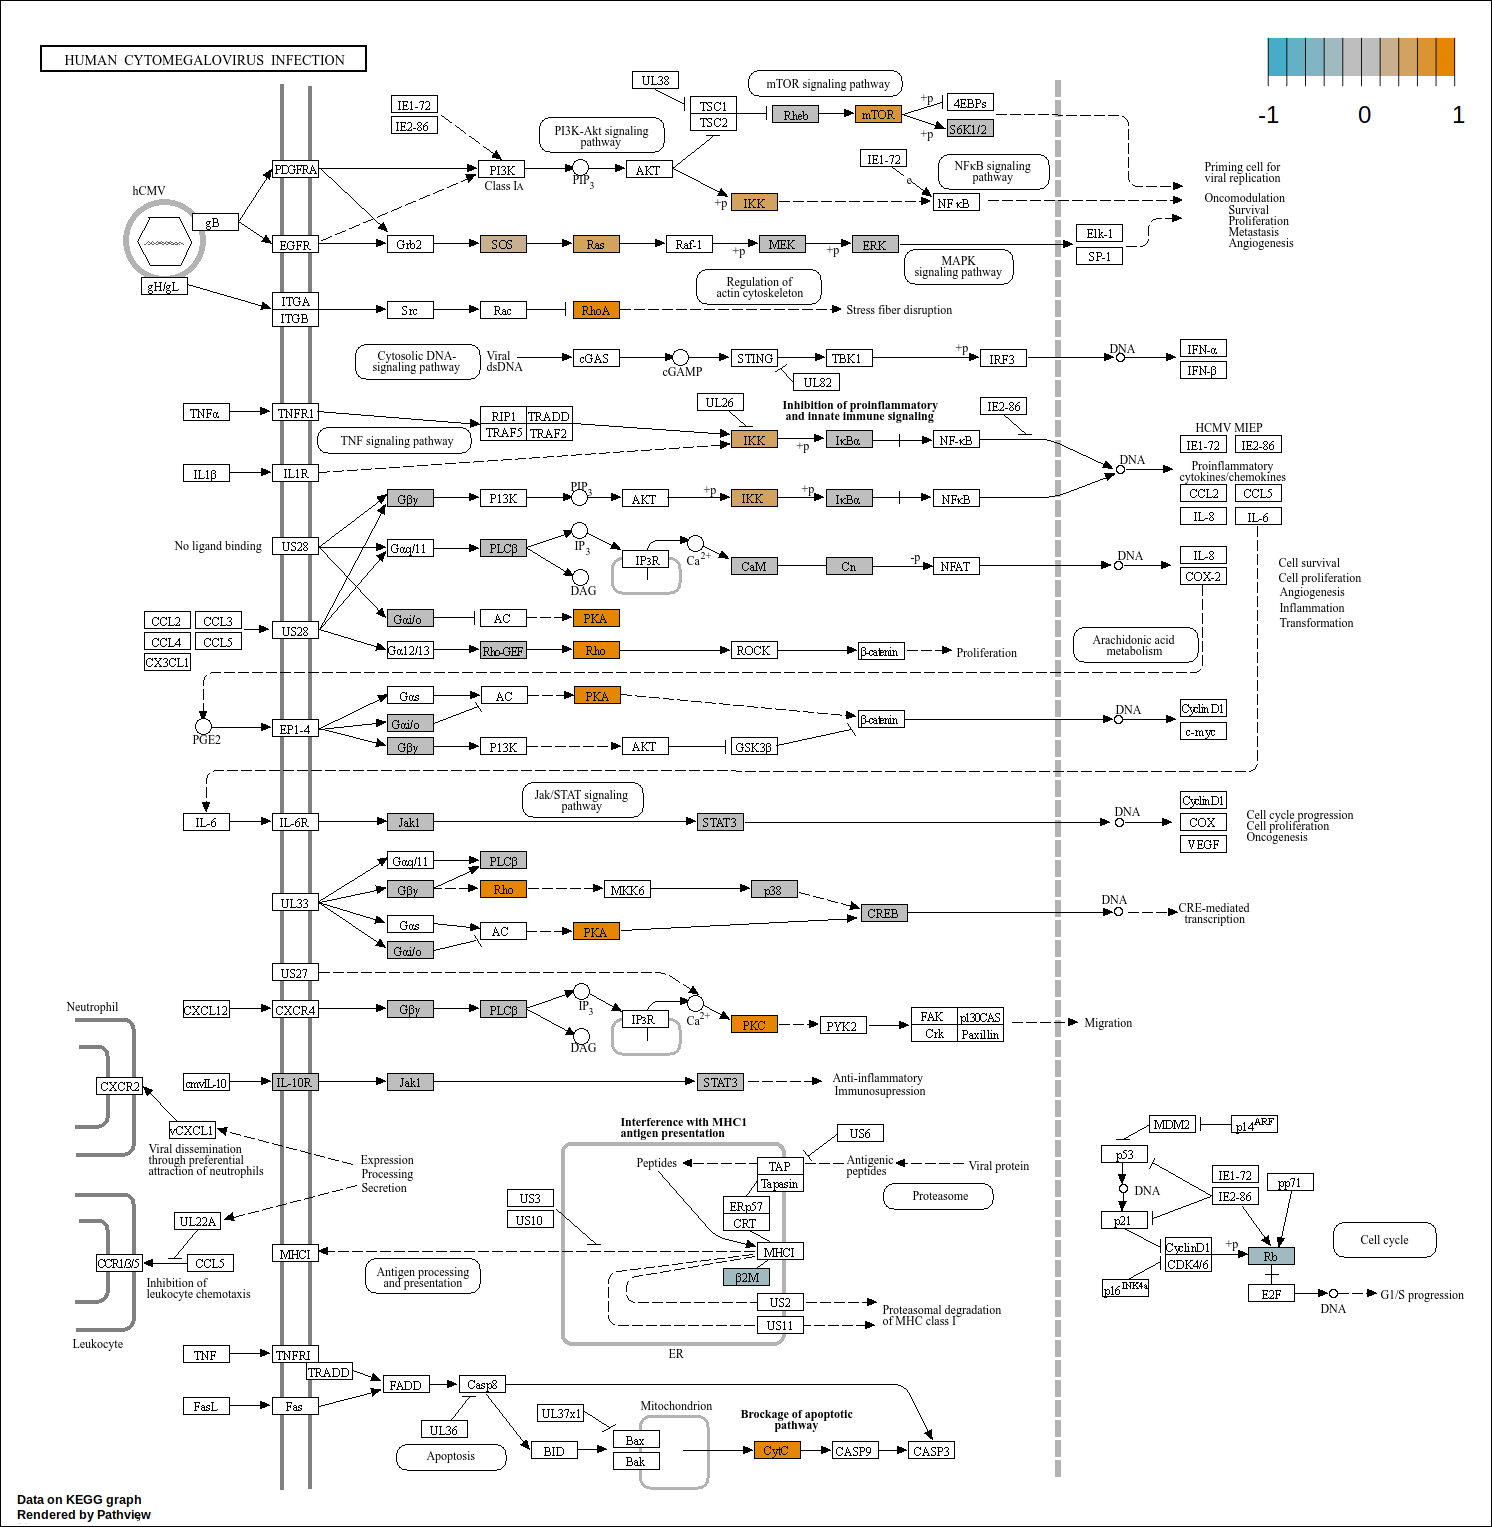 HUMAN CYTOMEGALOVIRUS INFECTION
-1 0 1
UL38
mTOR signaling pathway
IE1-72
IE2-86
PI3K-Akt signaling
pathway
TSC1
TSC2
Rheb
mTOR
+p
4EBPs
S6K1/2
+p
hCMV
PDGFRA
PI3K
Class IA
PIP3
AKT
IE1-72
e
NFκB signaling
pathway
Priming cell for
viral replication
gB
+p
IKK
NFκB
Oncomodulation
Survival
Proliferation
Metastasis
Angiogenesis
EGFR
Grb2
SOS
Ras
Raf-1
+p
MEK
+p
ERK
Elk-1
SP-1
MAPK
signaling pathway
gH/gL
Regulation of
actin cytoskeleton
ITGA
ITGB
Src
Rac
RhoA
Stress fiber disruption
Cytosolic DNA-
signaling pathway
Viral
dsDNA
cGAS
cGAMP
STING
TBK1
+p
IRF3
DNA
IFN-α
IFN-β
UL82
TNFα
TNFR1
RIP1
TRADD
TRAF5
TRAF2
UL26
Inhibition of proinflammatory
and innate immune signaling
IE2-86
TNF signaling pathway
IKK
+p
IκBα
NF-κB
HCMV MIEP
IE1-72
IE2-86
IL1β
IL1R
DNA
Proinflammatory
cytokines/chemokines
CCL2
CCL5
IL-8
IL-6
Gβγ
P13K
PIP3
AKT
+p
IKK
+p
IκBα
NFκB
No ligand binding
US28
Gαq/11
PLCβ
IP3
DAG
IP3R
Ca2+
CaM
Cn
-p
NFAT
DNA
IL-8
COX-2
Cell survival
Cell proliferation
Angiogenesis
Inflammation
Transformation
CCL2
CCL3
CCL4
CCL5
CX3CL1
US28
Gαi/o
AC
PKA
Gα12/13
Rho-GEF
Rho
ROCK
β-catenin
Proliferation
Arachidonic acid
metabolism
PGE2
EP1-4
Gαs
AC
PKA
Gαi/o
Gβγ
P13K
AKT
GSK3β
β-catenin
DNA
CyclinD1
c-myc
Jak/STAT signaling
pathway
IL-6
IL-6R
Jak1
STAT3
DNA
CyclinD1
COX
VEGF
Cell cycle progression
Cell proliferation
Oncogenesis
UL33
Gαq/11
PLCβ
Gβγ
Rho
MKK6
p38
CREB
DNA
CRE-mediated
transcription
Gαs
AC
PKA
Gαi/o
US27
Neutrophil
CXCL12
CXCR4
Gβγ
PLCβ
IP3
DAG
IP3R
Ca2+
PKC
PYK2
FAK
p130CAS
Crk
Paxillin
Migration
CXCR2
cmvIL-10
IL-10R
Jak1
STAT3
Anti-inflammatory
Immunosupression
vCXCL1
Viral dissemination
through preferential
attraction of neutrophils
Expression
Processing
Secretion
Interference with MHC1
antigen presentation
US6
Peptides
TAP
Tapasin
Antigenic
peptides
Viral protein
Proteasome
MDM2
p14ARF
p53
DNA
IE1-72
IE2-86
pp71
p21
UL22A
US3
US10
ERp57
CRT
MHCI
MHCI
CCR1/3/5
CCL5
Inhibition of
leukocyte chemotaxis
Antigen processing
and presentation
β2M
US2
US11
Proteasomal degradation
of MHC class I
ER
CyclinD1
CDK4/6
+p
Rb
Cell cycle
p16INK4a
E2F
DNA
G1/S progression
Leukocyte
TNF
TNFRI
TRADD
FADD
Casp8
FasL
Fas
UL36
UL37x1
Mitochondrion
Brockage of apoptotic
pathway
Apoptosis
BID
Bax
Bak
CytC
CASP9
CASP3
Data on KEGG graph
Rendered by Pathview